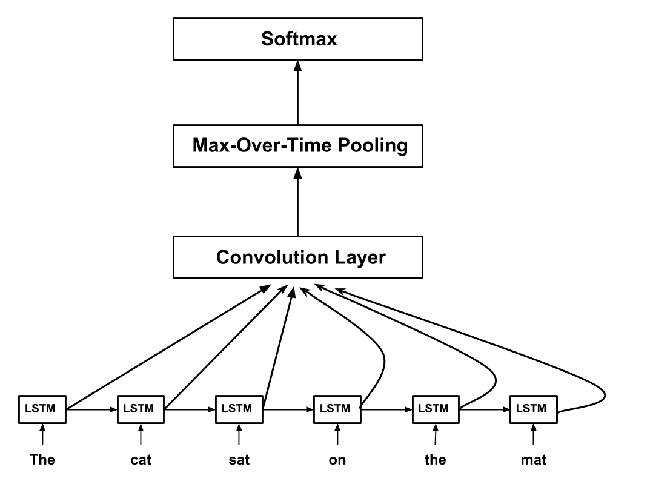 Softmax
Max-Over-Time Pooling
Convolution Layer
LSTM LSTM LSTM LSTM LSTM LSTM
The cat sat on the mat